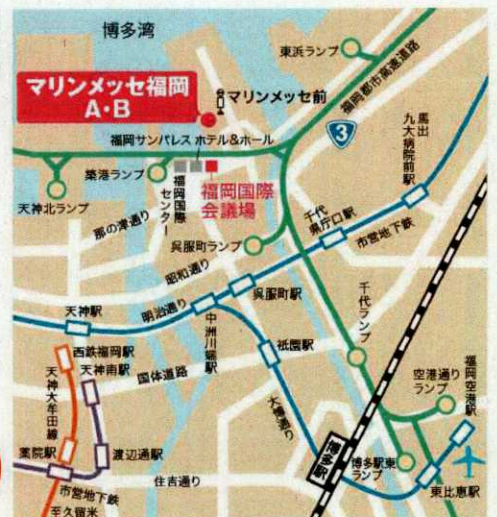 博多湾
東浜ランプ
マリンメッセ福岡
A・B
マリンメッセ前
福岡都市高速道路
3
馬出
九大病院前駅
福岡サンパレス ホテル&ホール
築港ランプ
天神北ランプ
福岡国際
センター
福岡国際
会議場
那の津通り
呉服町ランプ
千代
県庁口駅
市営地下鉄
昭和通り
明治通り
呉服町駅
天神駅
中洲川端駅
千代ランプ
西鉄福岡駅
天神南駅
国体道路
祇園駅
天神大牟田線
大博通り
空港通り
ランプ
福岡空港駅
薬院駅
渡辺通駅
博多駅
博多駅東
ランプ
住吉通り
市営地下鉄
至久留米
東比恵駅